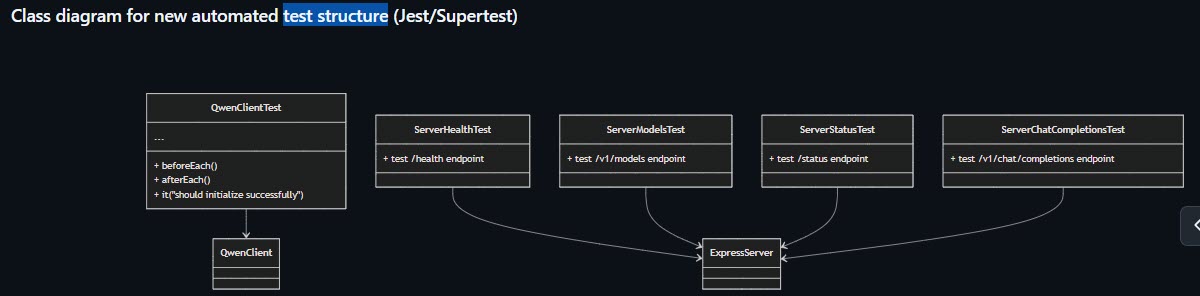 Class diagram for new automated test structure (Jest/Supertest)
QwenClientTest
---
+ beforeEach()
+ afterEach()
+ it("should initialize successfully")
ServerHealthTest
+ test /health endpoint
ServerModelsTest
+ test /v1/models endpoint
ServerStatusTest
+ test /status endpoint
ServerChatCompletionsTest
+ test /v1/chat/completions endpoint
QwenClient
ExpressServer